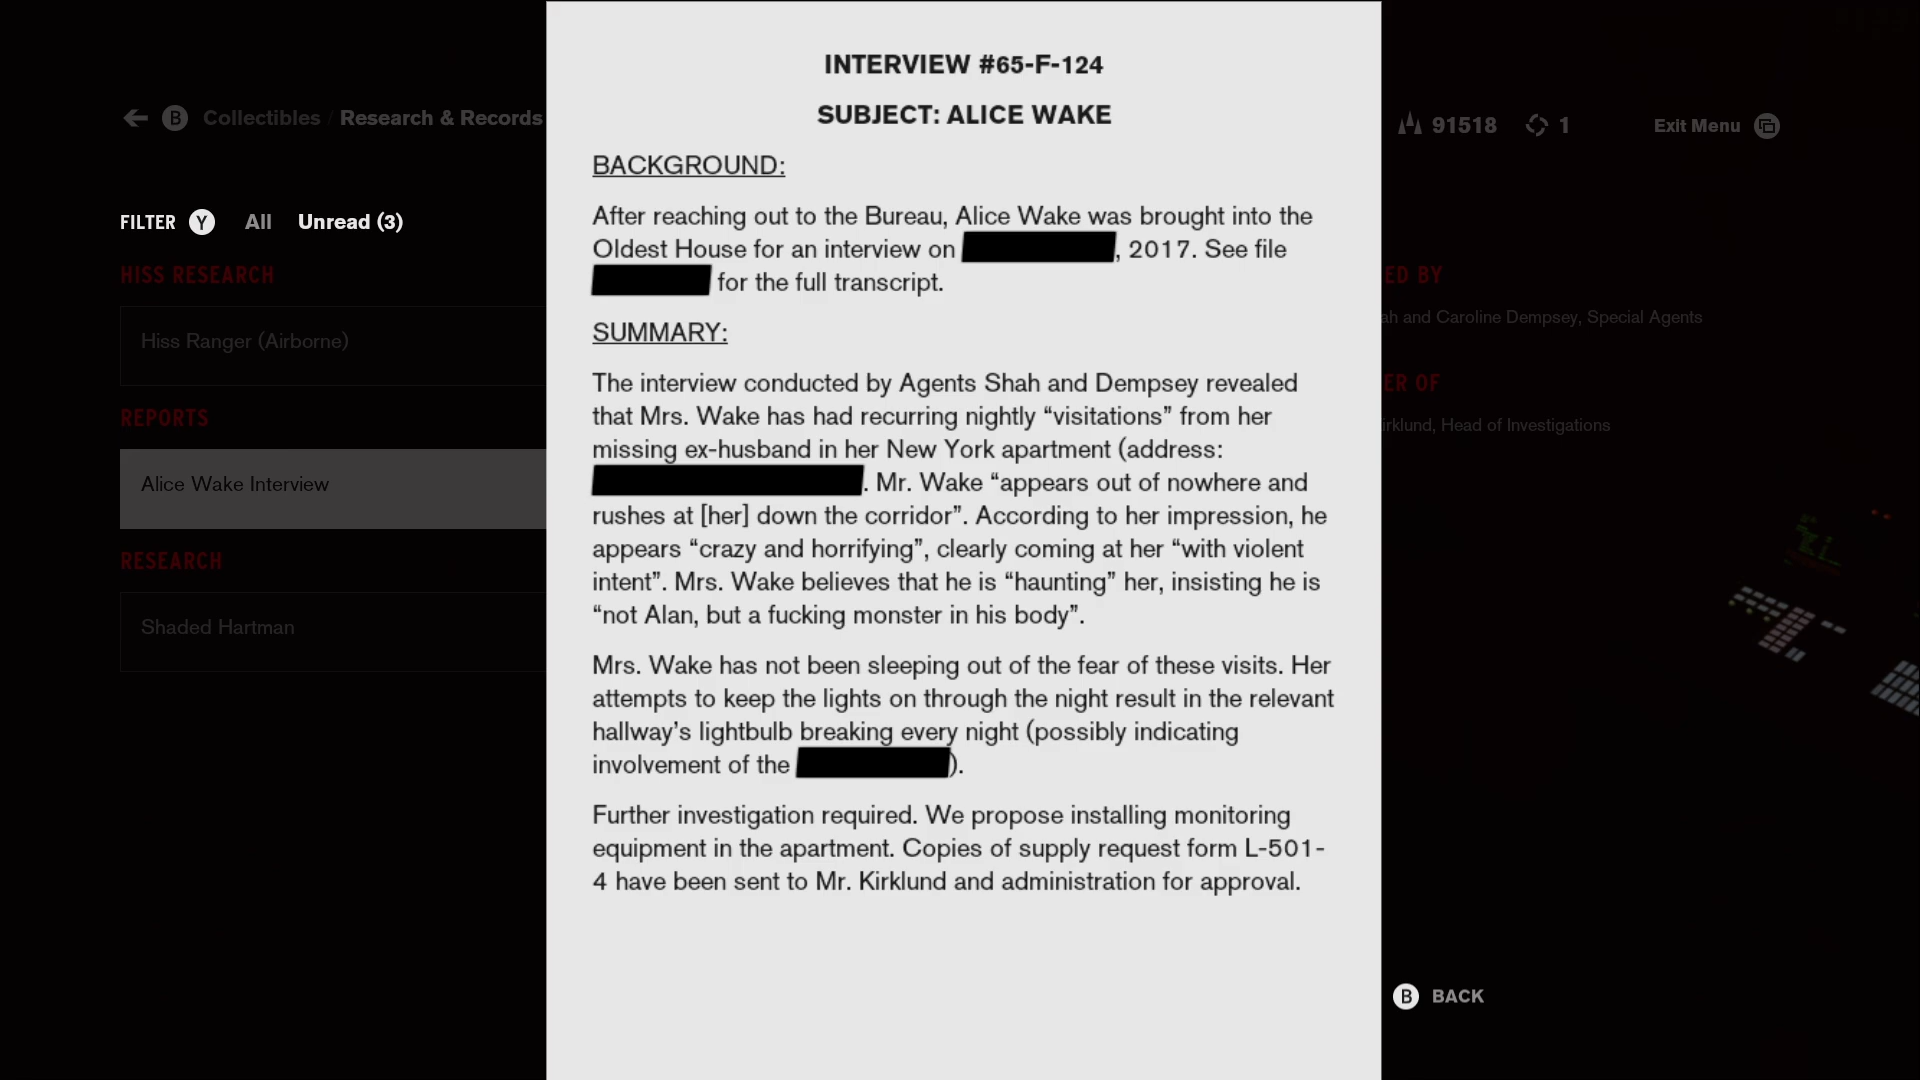 INTERVIEW #65-F-124
SUBJECT: ALICE WAKE
B Collectibles / Research & Records
91518 1 Exit Menu
FILTER Y All Unread (3)
HISS RESEARCH
Hiss Ranger (Airborne)
REPORTS
Alice Wake Interview
RESEARCH
Shaded Hartman
BACKGROUND:
After reaching out to the Bureau, Alice Wake was brought into the
Oldest House for an interview on , 2017. See file
for the full transcript.
SUMMARY:
The interview conducted by Agents Shah and Dempsey revealed
that Mrs. Wake has had recurring nightly “visitations” from her
missing ex-husband in her New York apartment (address:
. Mr. Wake “appears out of nowhere and
rushes at [her] down the corridor”. According to her impression, he
appears “crazy and horrifying”, clearly coming at her “with violent
intent”. Mrs. Wake believes that he is “haunting” her, insisting he is
“not Alan, but a fucking monster in his body”.
Mrs. Wake has not been sleeping out of the fear of these visits. Her
attempts to keep the lights on through the night result in the relevant
hallway’s lightbulb breaking every night (possibly indicating
involvement of the ).
Further investigation required. We propose installing monitoring
equipment in the apartment. Copies of supply request form L-501-
4 have been sent to Mr. Kirklund and administration for approval.
ED BY
ah and Caroline Dempsey, Special Agents
ER OF
irklund, Head of Investigations
B BACK